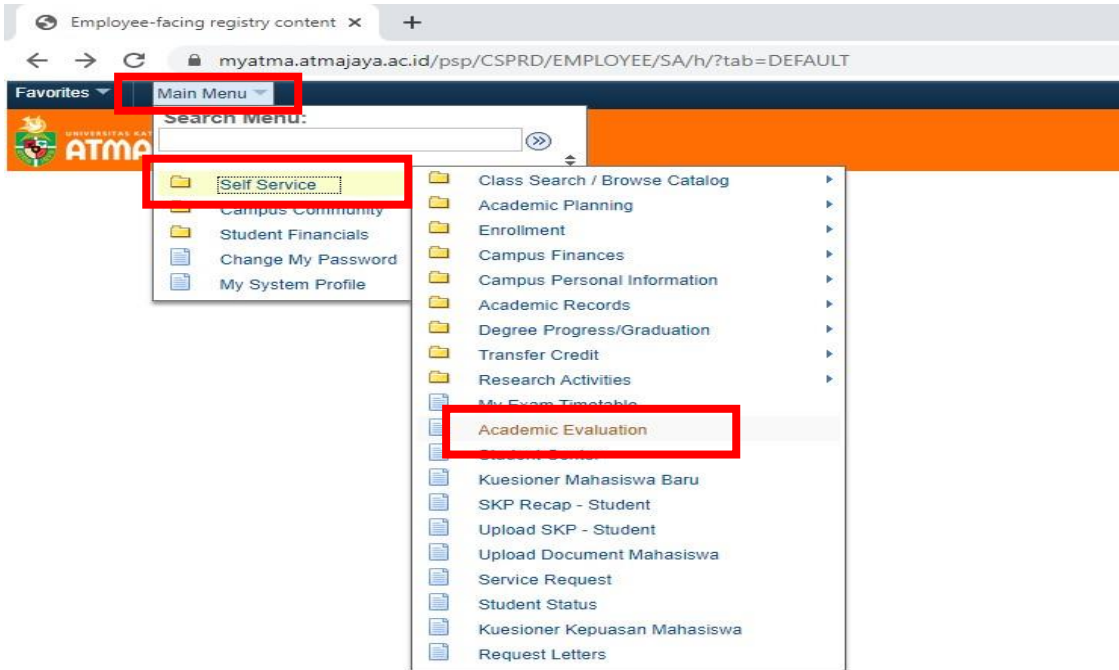 Employee-facing registry content
myatma.atmajaya.ac.id/psp/CSPRD/EMPLOYEE/SA/h/?tab=DEFAULT
Favorites
Main Menu
Search Menu:
UNIVERSITAS KAT
ATMA
Self Service
Campus Community
Student Financials
Change My Password
My System Profile
Class Search / Browse Catalog
Academic Planning
Enrollment
Campus Finances
Campus Personal Information
Academic Records
Degree Progress/Graduation
Transfer Credit
Research Activities
My Exam Timetable
Academic Evaluation
Student Center
Kuesioner Mahasiswa Baru
SKP Recap - Student
Upload SKP - Student
Upload Document Mahasiswa
Service Request
Student Status
Kuesioner Kepuasan Mahasiswa
Request Letters